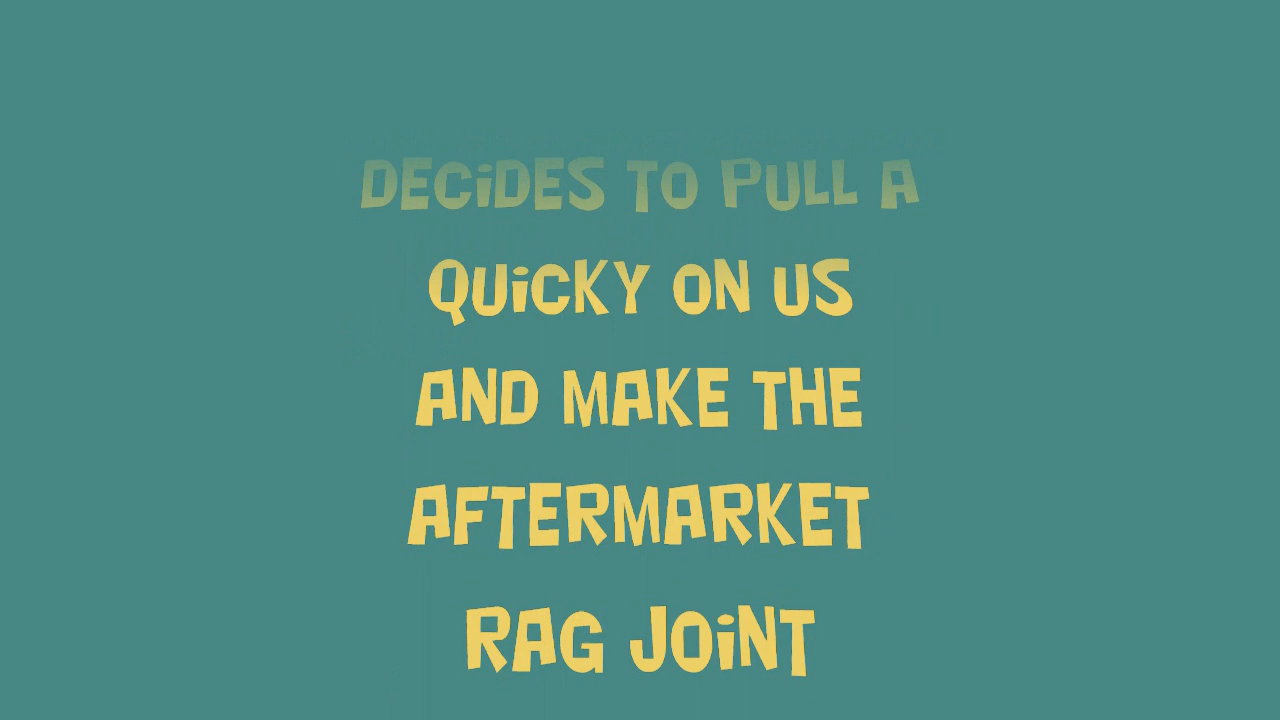 DECIDES TO PULL A
QUICKY ON US
AND MAKE THE
AFTERMARKET
RAG JOINT